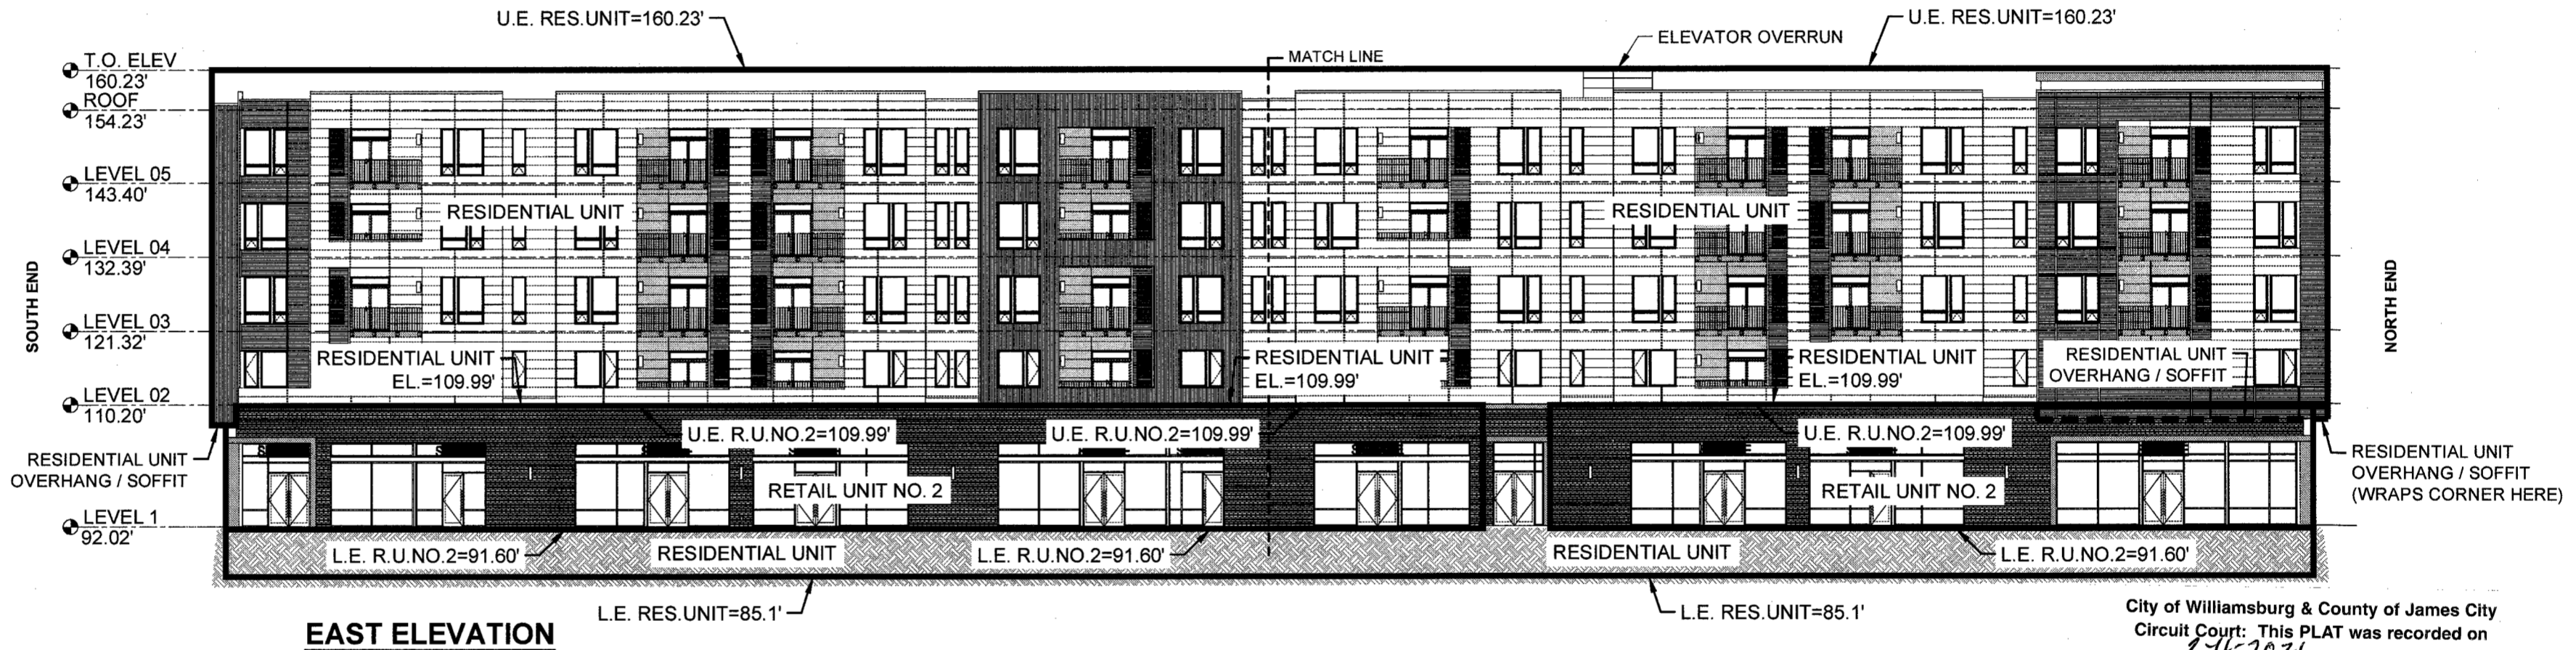 U.E. RES.UNIT=160.23'
U.E. RES.UNIT=160.23'
ELEVATOR OVERRUN
MATCH LINE
T.O. ELEV
160.23'
ROOF
154.23'
LEVEL 05
143.40'
RESIDENTIAL UNIT
RESIDENTIAL UNIT
LEVEL 04
132.39'
SOUTH END
NORTH END
LEVEL 03
121.32'
RESIDENTIAL UNIT
EL.=109.99'
RESIDENTIAL UNIT
EL.=109.99'
RESIDENTIAL UNIT
EL.=109.99'
RESIDENTIAL UNIT
OVERHANG / SOFFIT
LEVEL 02
110.20'
U.E. R.U.NO.2=109.99'
U.E. R.U.NO.2=109.99'
U.E. R.U.NO.2=109.99'
RESIDENTIAL UNIT
OVERHANG / SOFFIT
RESIDENTIAL UNIT
OVERHANG / SOFFIT
(WRAPS CORNER HERE)
RETAIL UNIT NO. 2
RETAIL UNIT NO. 2
LEVEL 1
92.02'
L.E. R.U.NO.2=91.60'
RESIDENTIAL UNIT
L.E. R.U.NO.2=91.60'
RESIDENTIAL UNIT
L.E. R.U.NO.2=91.60'
L.E. RES.UNIT=85.1'
L.E. RES.UNIT=85.1'
EAST ELEVATION
City of Williamsburg & County of James City
Circuit Court: This PLAT was recorded on